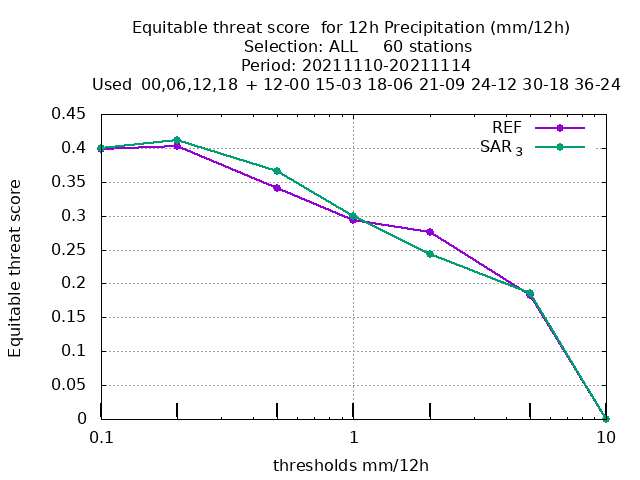 Equitable threat score  for 12h Precipitation (mm/12h)
Selection: ALL     60 stations
Period: 20211110-20211114
Used  00,06,12,18  + 12-00 15-03 18-06 21-09 24-12 30-18 36-24
0.45
0.4
0.35
0.3
0.25
0.2
0.15
0.1
0.05
0
Equitable threat score
REF
SAR 3
0.1
1
10
thresholds mm/12h